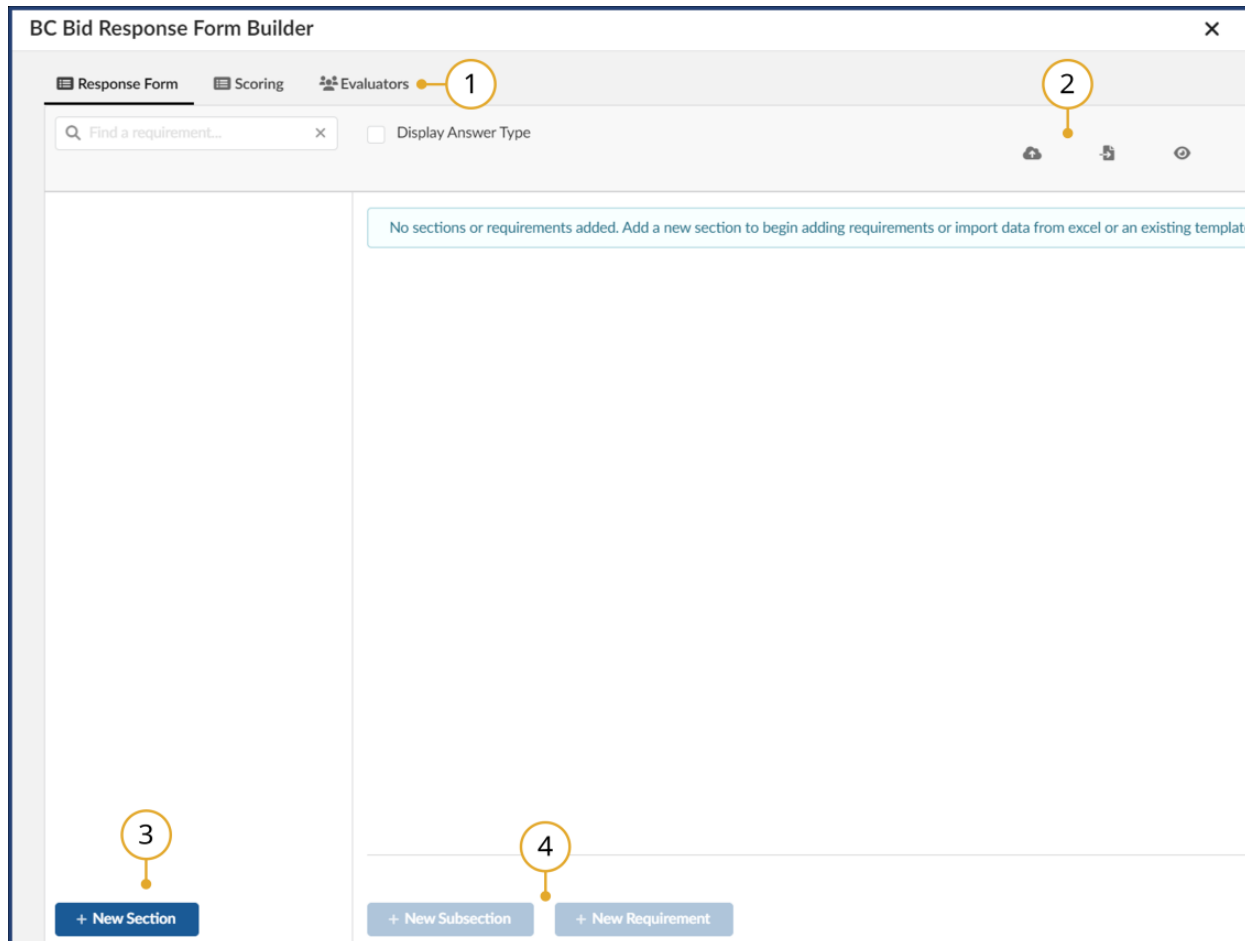 BC Bid Response Form Builder
Response Form Scoring Evaluators 1 2
Find a requirement... Display Answer Type
No sections or requirements added. Add a new section to begin adding requirements or import data from excel or an existing templat
3 4
+ New Section + New Subsection + New Requirement